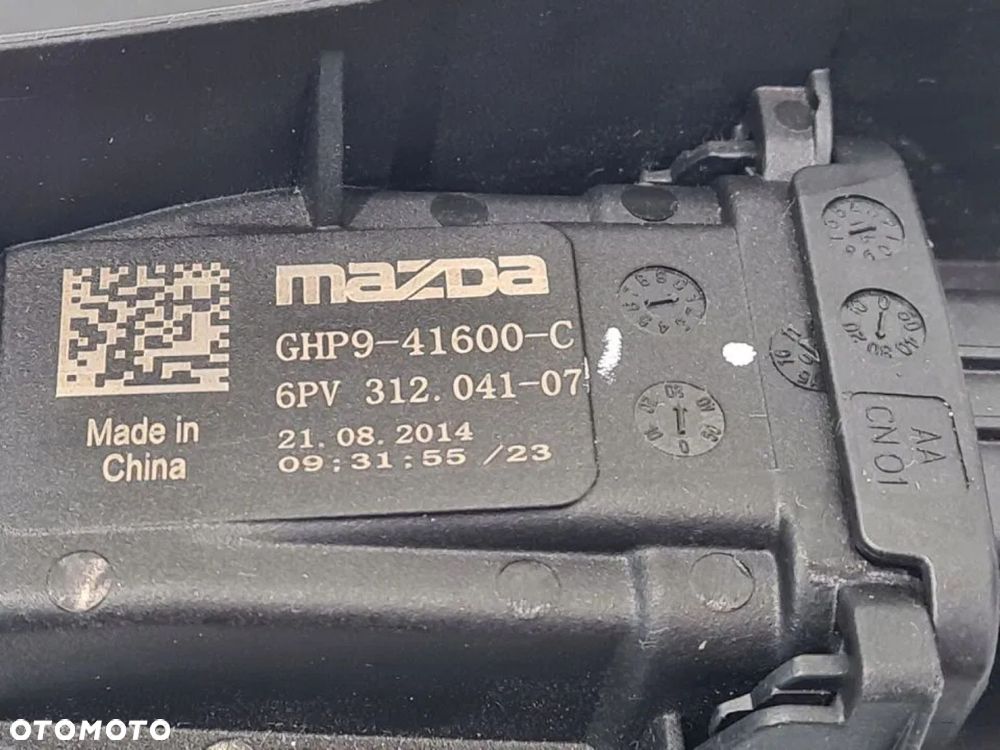 mazda
GHP9-41600-C
6PV 312.041-07
Made in
China
21.08.2014
09:31:55 /23
AA
CN 01
OTOMOTO